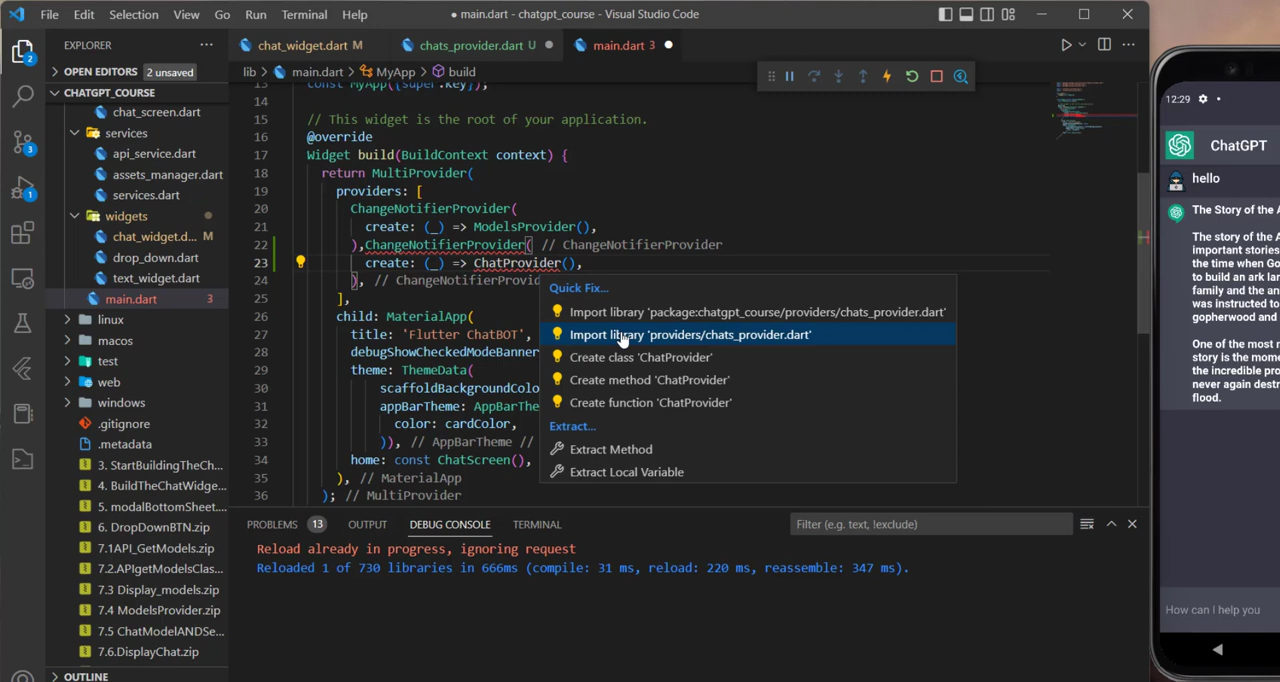 File Edit Selection View Go Run Terminal Help
● main.dart - chatgpt_course - Visual Studio Code
EXPLORER
OPEN EDITORS 2 unsaved
CHATGPT_COURSE
chat_screen.dart
services
api_service.dart
assets_manager.dart
services.dart
widgets
chat_widget.d... M
drop_down.dart
text_widget.dart
main.dart 3
linux
macos
test
web
windows
.gitignore
.metadata
3. StartBuildingTheCh...
4. BuildTheChatWidge...
5. modalBottomSheet....
6. DropDownBTN.zip
7.1API_GetModels.zip
7.2.APIgetModelsClas...
7.3 Display_models.zip
7.4 ModelsProvider.zip
7.5 ChatModelANDSe...
7.6.DisplayChat.zip
OUTLINE
2
3
1
chat_widget.dart M
chats_provider.dart U
main.dart 3
lib > main.dart > MyApp > build
13 const MyApp({super.key});
14
15 // This widget is the root of your application.
16 @override
17 Widget build(BuildContext context) {
18 return MultiProvider(
19 providers: [
20 ChangeNotifierProvider(
21 create: (_) => ModelsProvider(),
22 ),ChangeNotifierProvider( // ChangeNotifierProvider
23 create: (_) => ChatProvider(),
24 ), // ChangeNotifierProvid
25 ],
26 child: MaterialApp(
27 title: 'Flutter ChatBOT',
28 debugShowCheckedModeBanner
29 theme: ThemeData(
30 scaffoldBackgroundColo
31 appBarTheme: AppBarThe
32 color: cardColor,
33 )), // AppBarTheme //
34 home: const ChatScreen(),
35 ), // MaterialApp
36 ); // MultiProvider
Quick Fix...
Import library 'package:chatgpt_course/providers/chats_provider.dart'
Import library 'providers/chats_provider.dart'
Create class 'ChatProvider'
Create method 'ChatProvider'
Create function 'ChatProvider'
Extract...
Extract Method
Extract Local Variable
PROBLEMS 13 OUTPUT DEBUG CONSOLE TERMINAL
Filter (e.g. text, !exclude)
Reload already in progress, ignoring request
Reloaded 1 of 730 libraries in 666ms (compile: 31 ms, reload: 220 ms, reassemble: 347 ms).
12:29
ChatGPT
hello
The Story of the A
The story of the A
important stories
the time when Go
to build an ark lar
family and the an
was instructed to
gopherwood and
One of the most r
story is the mome
the incredible pro
never again destr
flood.
How can I help you